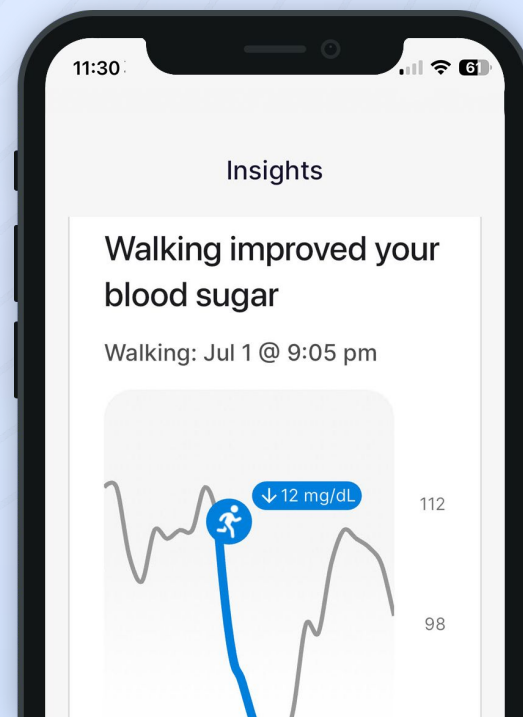 11:30
61
Insights
Walking improved your
blood sugar
Walking: Jul 1 @ 9:05 pm
↓ 12 mg/dL
112
98